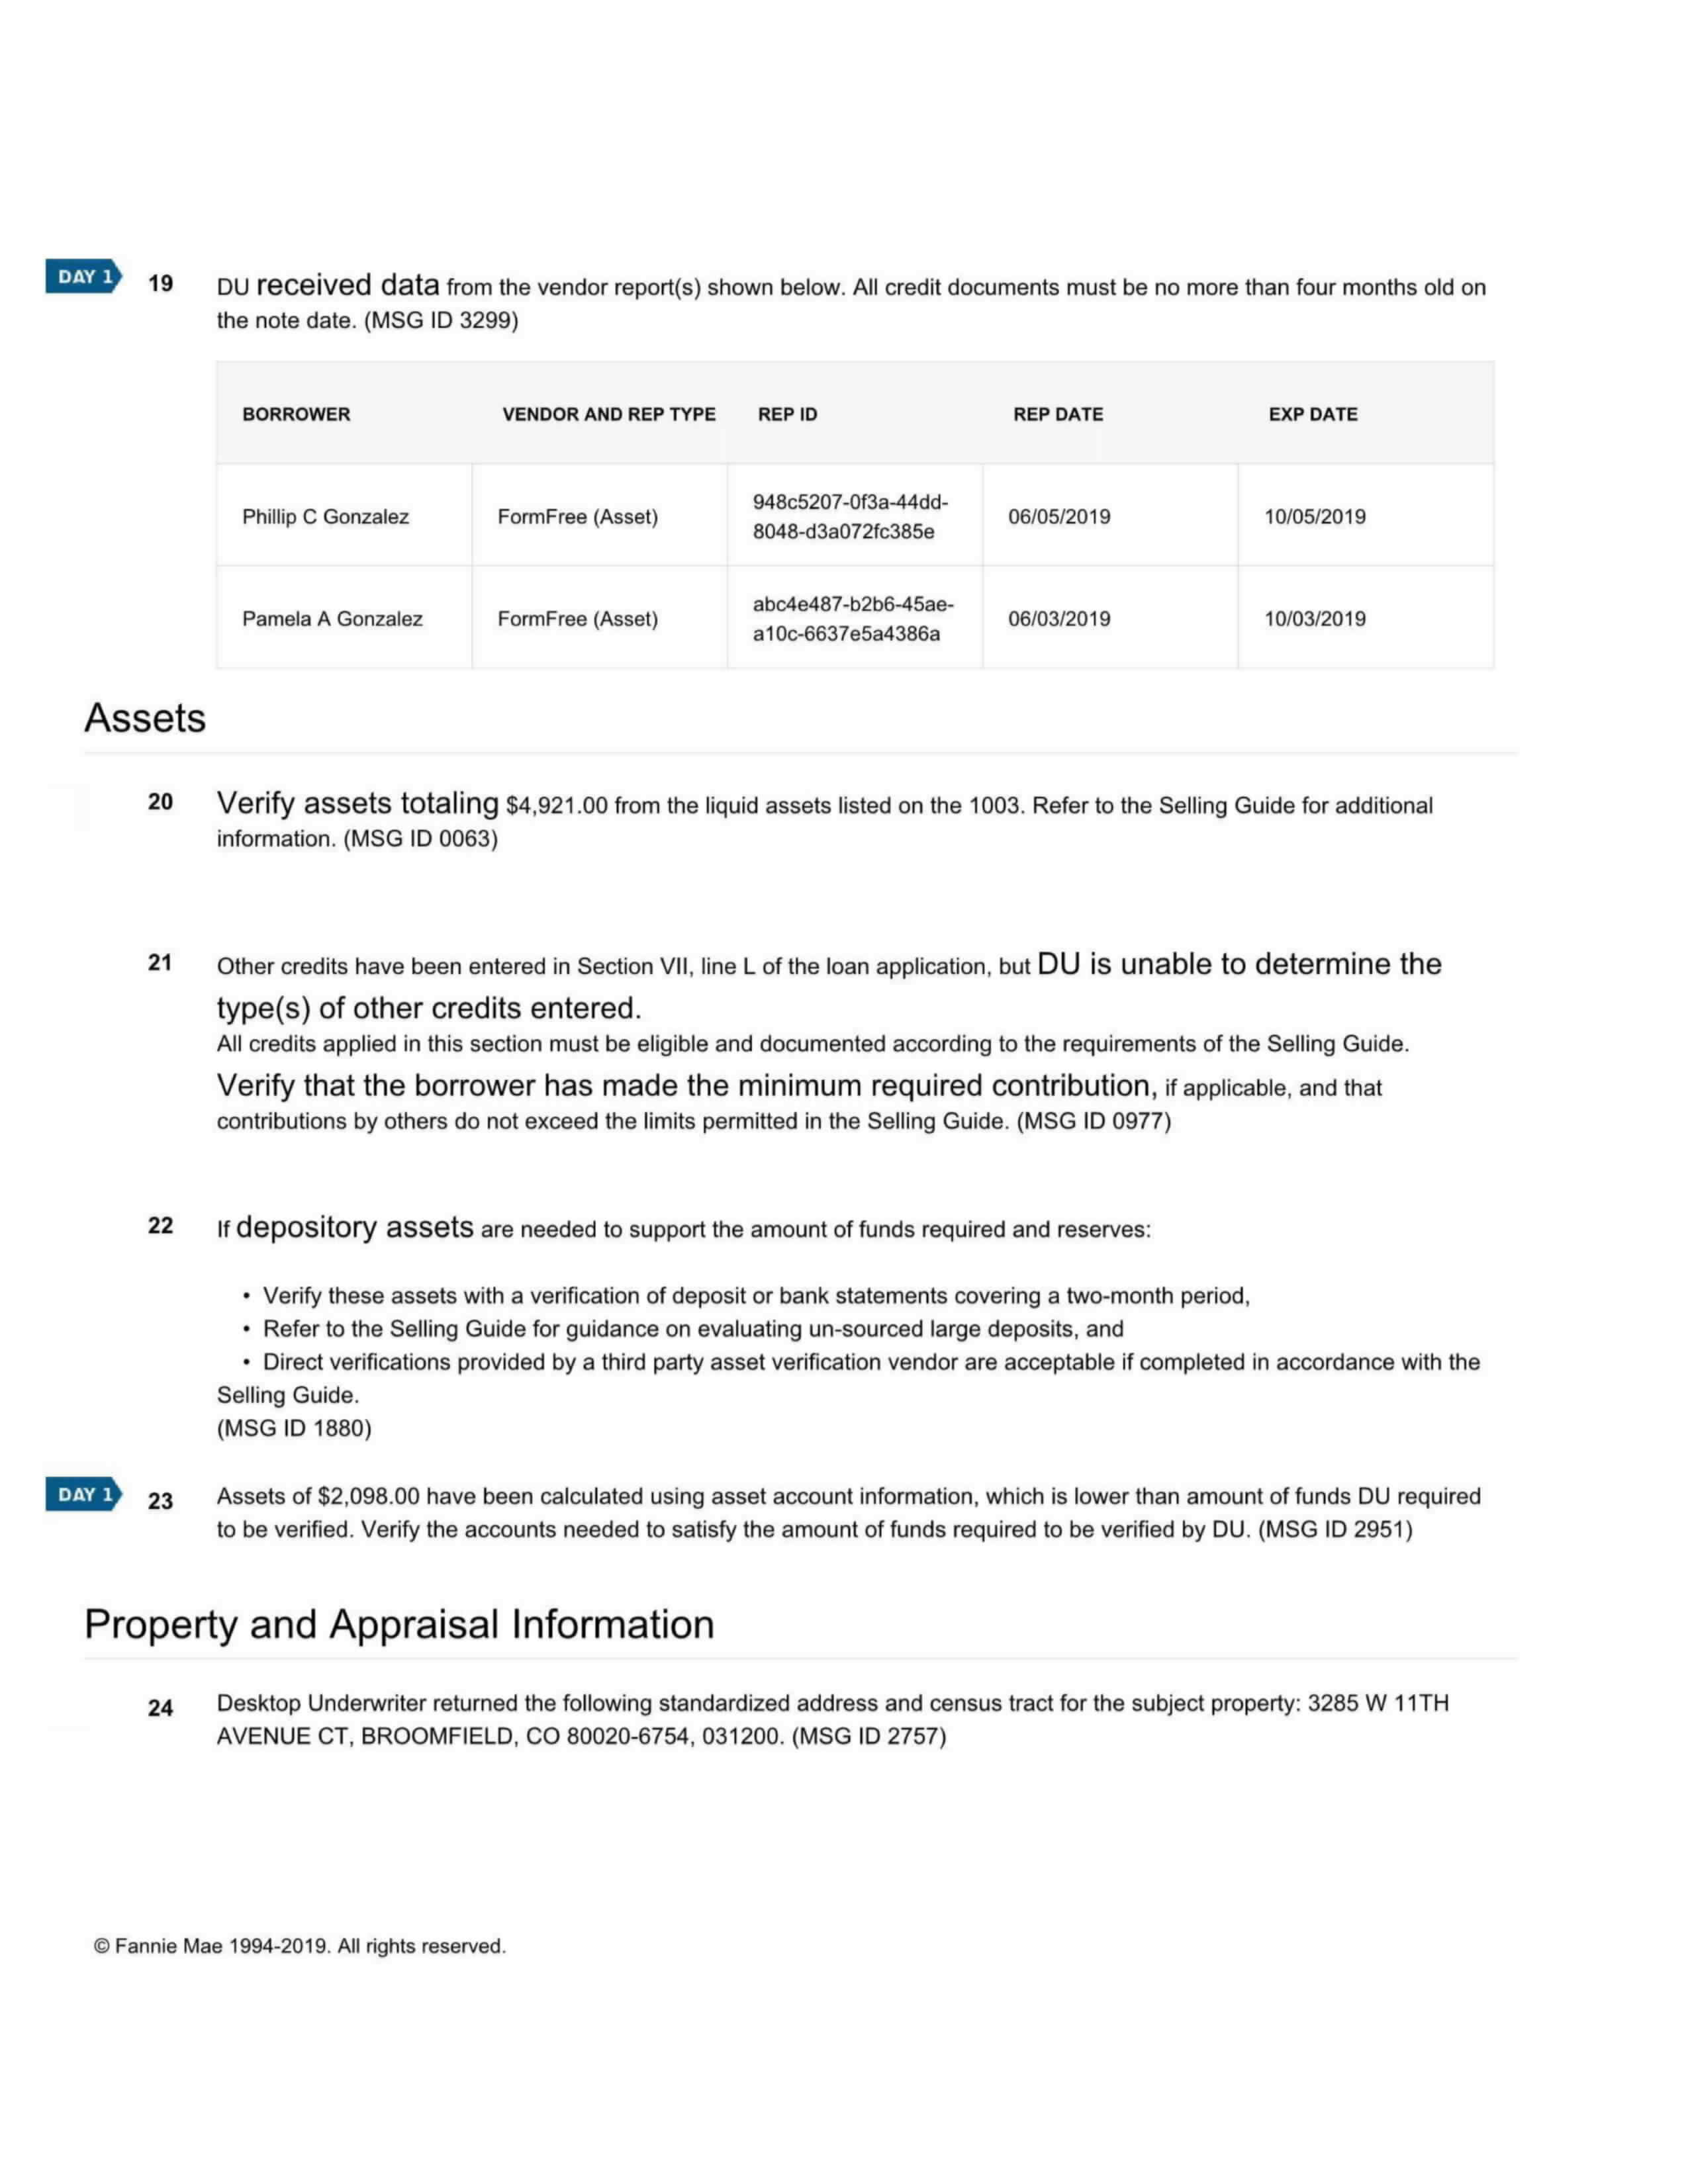 DAY 1 19 DU received data from the vendor report(s) shown below. All credit documents must be no more than four months old on
the note date. (MSG ID 3299)
BORROWER VENDOR AND REP TYPE REP ID REP DATE EXP DATE
Phillip C Gonzalez FormFree (Asset) 948c5207-0f3a-44dd- 06/05/2019 10/05/2019
8048-d3a072fc385e
Pamela A Gonzalez FormFree (Asset) abc4e487-b2b6-45ae- 06/03/2019 10/03/2019
a10c-6637e5a4386a
Assets
20 Verify assets totaling $4,921.00 from the liquid assets listed on the 1003. Refer to the Selling Guide for additional
information. (MSG ID 0063)
21 Other credits have been entered in Section VII, line L of the loan application, but DU is unable to determine the
type(s) of other credits entered.
All credits applied in this section must be eligible and documented according to the requirements of the Selling Guide.
Verify that the borrower has made the minimum required contribution, if applicable, and that
contributions by others do not exceed the limits permitted in the Selling Guide. (MSG ID 0977)
22 If depository assets are needed to support the amount of funds required and reserves:
• Verify these assets with a verification of deposit or bank statements covering a two-month period,
• Refer to the Selling Guide for guidance on evaluating un-sourced large deposits, and
• Direct verifications provided by a third party asset verification vendor are acceptable if completed in accordance with the
Selling Guide.
(MSG ID 1880)
DAY 1 23 Assets of $2,098.00 have been calculated using asset account information, which is lower than amount of funds DU required
to be verified. Verify the accounts needed to satisfy the amount of funds required to be verified by DU. (MSG ID 2951)
Property and Appraisal Information
24 Desktop Underwriter returned the following standardized address and census tract for the subject property: 3285 W 11TH
AVENUE CT, BROOMFIELD, CO 80020-6754, 031200. (MSG ID 2757)
© Fannie Mae 1994-2019. All rights reserved.